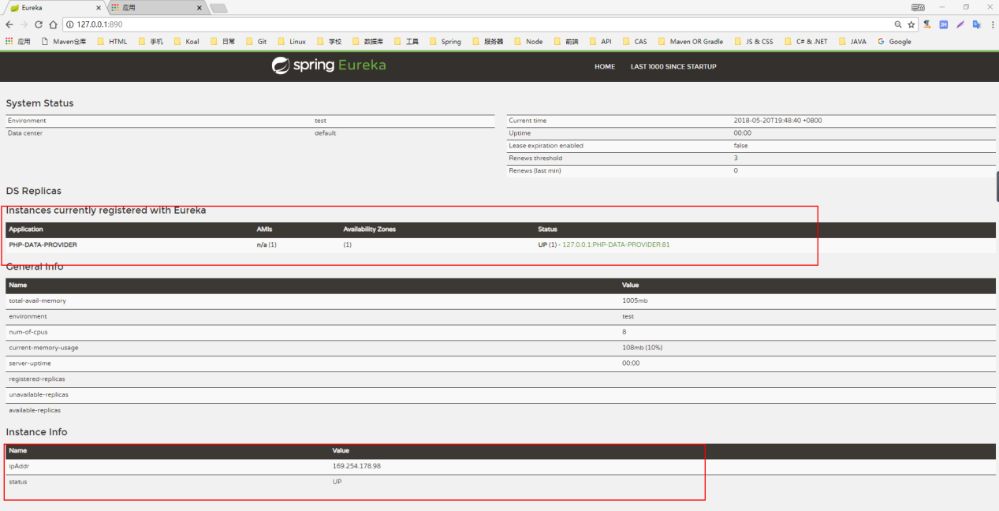 Eureka
应用
127.0.0.1:890
应用 Maven仓库 HTML 手机 Koal 日常 Git Linux 学校 数据库 工具 Spring 服务器 Node 前端 API CAS Maven OR Gradle JS & CSS C# & .NET JAVA Google
spring Eureka HOME LAST 1000 SINCE STARTUP
System Status
Environment test
Data center default
Current time 2018-05-20T19:48:40 +0800
Uptime 00:00
Lease expiration enabled false
Renews threshold 3
Renews (last min) 0
DS Replicas
Instances currently registered with Eureka
Application AMIs Availability Zones Status
PHP-DATA-PROVIDER n/a (1) (1) UP (1) - 127.0.0.1:PHP-DATA-PROVIDER:81
General Info
Name Value
total-avail-memory 1005mb
environment test
num-of-cpus 8
current-memory-usage 108mb (10%)
server-uptime 00:00
registered-replicas
unavailable-replicas
available-replicas
Instance Info
Name Value
ipAddr 169.254.178.98
status UP